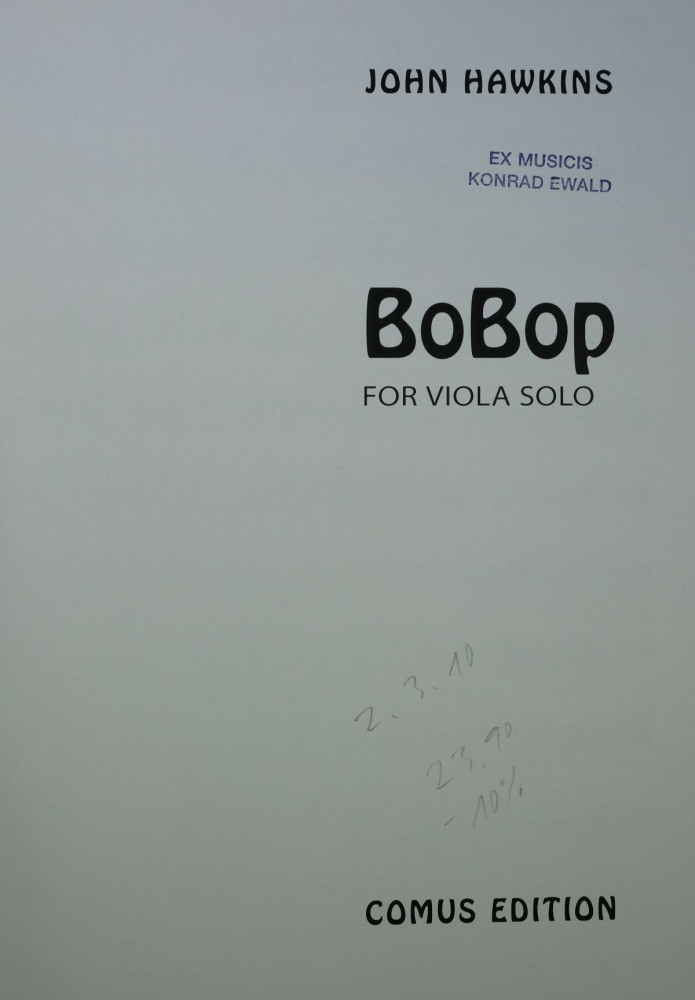 JOHN HAWKINS
EX MUSICIS
KONRAD EWALD
BoBop
FOR VIOLA SOLO
2. 3. 10
23.90
- 10%
COMUS EDITION